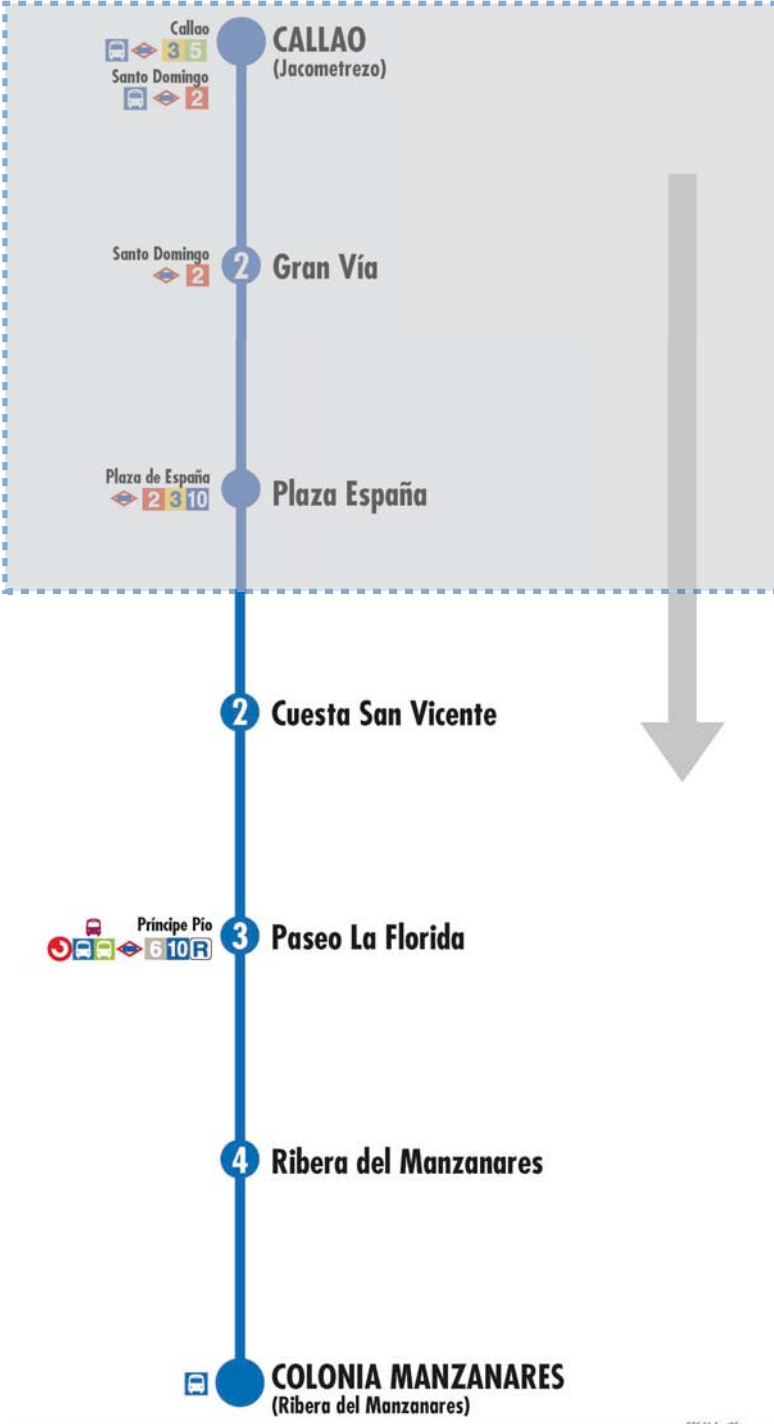 Callao
3 5
CALLAO
(Jacometrezo)
Santo Domingo
2
Santo Domingo
2
2
Gran Vía
Plaza de España
2 3 10
Plaza España
2
Cuesta San Vicente
Príncipe Pío
6 10 R
3
Paseo La Florida
4
Ribera del Manzanares
COLONIA MANZANARES
(Ribera del Manzanares)